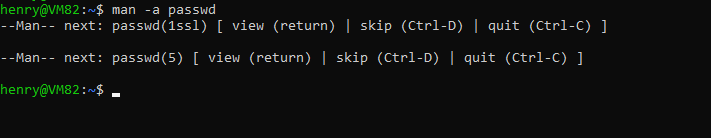 henry@VM82:~$ man -a passwd
--Man-- next: passwd(1ssl) [ view (return) | skip (Ctrl-D) | quit (Ctrl-C) ]
--Man-- next: passwd(5) [ view (return) | skip (Ctrl-D) | quit (Ctrl-C) ]
henry@VM82:~$